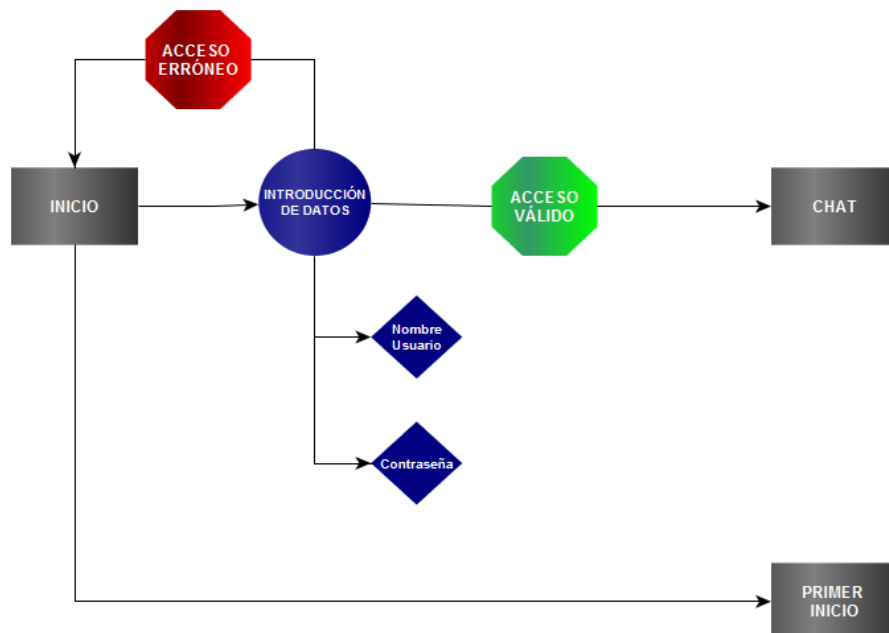 ACCESO
ERRÓNEO
INICIO
INTRODUCCIÓN
DE DATOS
ACCESO
VÁLIDO
CHAT
Nombre
Usuario
Contraseña
PRIMER
INICIO